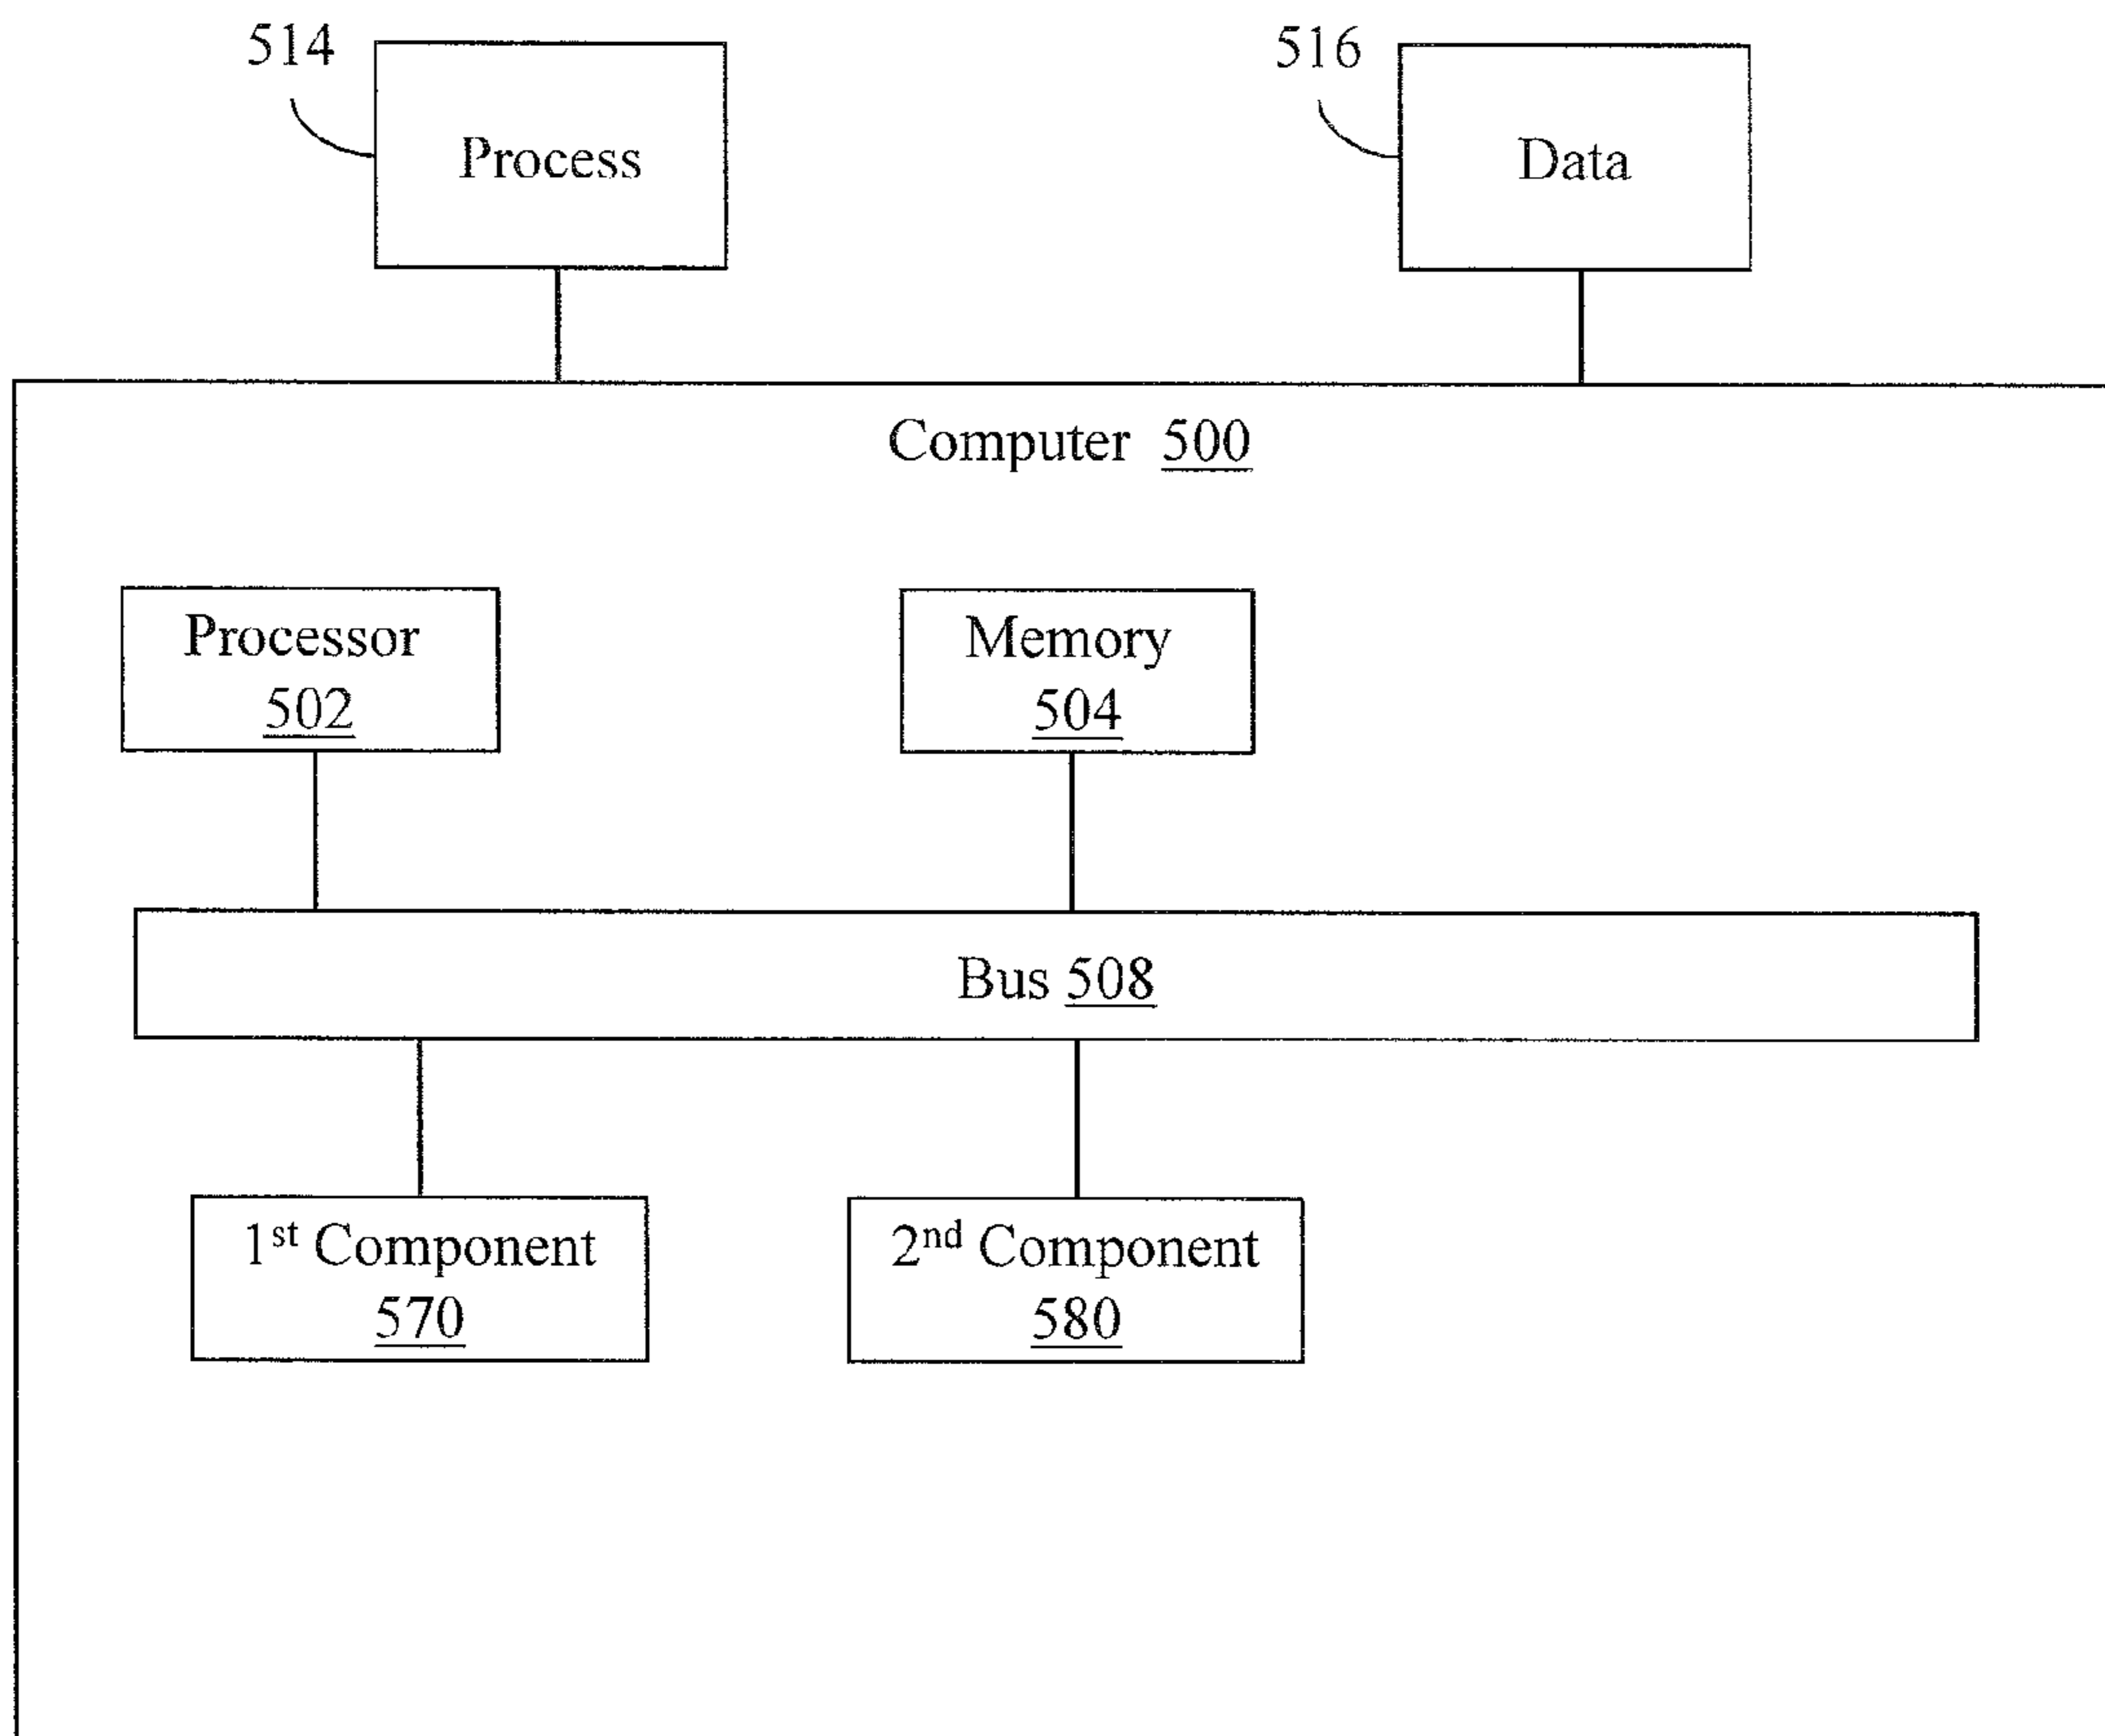 514
Process
516
Data
Computer 500
Processor
502
Memory
504
Bus 508
1st Component
570
2nd Component
580